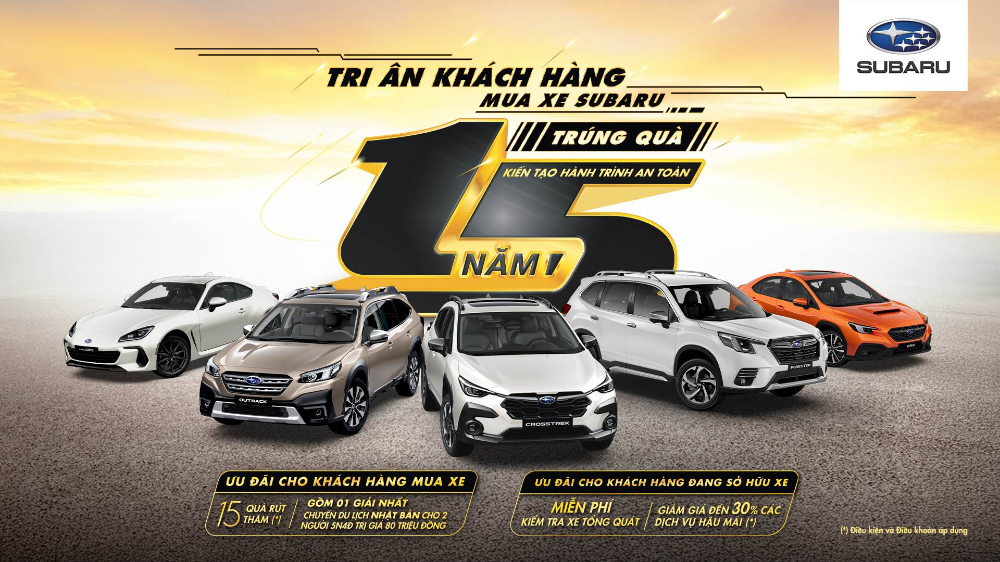 SUBARU
TRI ÂN KHÁCH HÀNG
MUA XE SUBARU
TRÚNG QUÀ
15
KIẾN TẠO HÀNH TRÌNH AN TOÀN
NĂM
BRZ
OUTBACK
CROSSTREK
FORESTER
WRX
ƯU ĐÃI CHO KHÁCH HÀNG MUA XE
15 QUÀ RÚT
THĂM (*)
GỒM 01 GIẢI NHẤT
CHUYẾN DU LỊCH NHẬT BẢN CHO 2
NGƯỜI 5N4Đ TRỊ GIÁ 80 TRIỆU ĐỒNG
ƯU ĐÃI CHO KHÁCH HÀNG ĐANG SỞ HỮU XE
MIỄN PHÍ
KIỂM TRA XE TỔNG QUÁT
GIẢM GIÁ ĐẾN 30% CÁC
DỊCH VỤ HẬU MÃI (*)
(*) Điều kiện và Điều khoản áp dụng